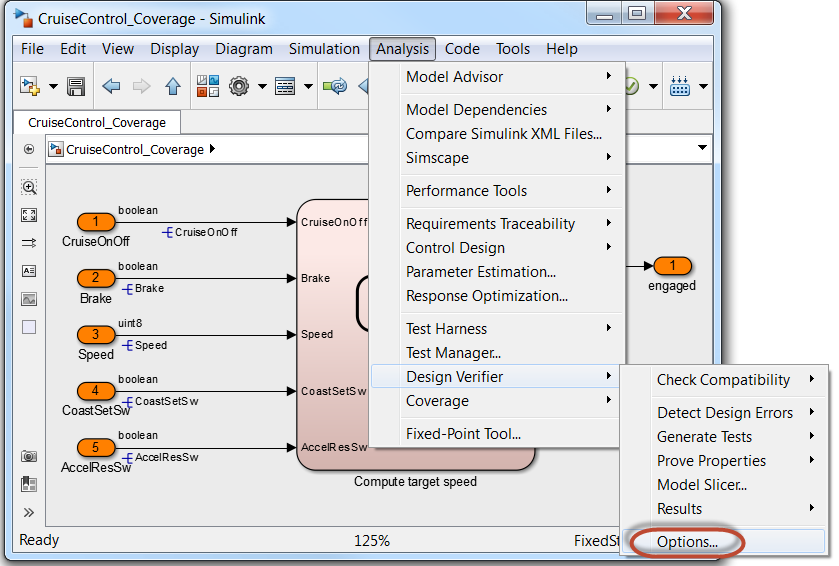 CruiseControl_Coverage - Simulink
File Edit View Display Diagram Simulation Analysis Code Tools Help
CruiseControl_Coverage
CruiseControl_Coverage
Model Advisor
Model Dependencies
Compare Simulink XML Files...
Simscape
Performance Tools
Requirements Traceability
Control Design
Parameter Estimation...
Response Optimization...
Test Harness
Test Manager...
Design Verifier
Coverage
Fixed-Point Tool...
Check Compatibility
Detect Design Errors
Generate Tests
Prove Properties
Model Slicer...
Results
Options...
1
boolean
CruiseOnOff
CruiseOnOff
CruiseOnOff
2
boolean
Brake
Brake
Brake
3
uint8
Speed
Speed
Speed
4
boolean
CoastSetSw
CoastSetSw
CoastSetSw
5
boolean
AccelResSw
AccelResSw
AccelResSw
Compute target speed
1
engaged
Ready
125%
FixedSt